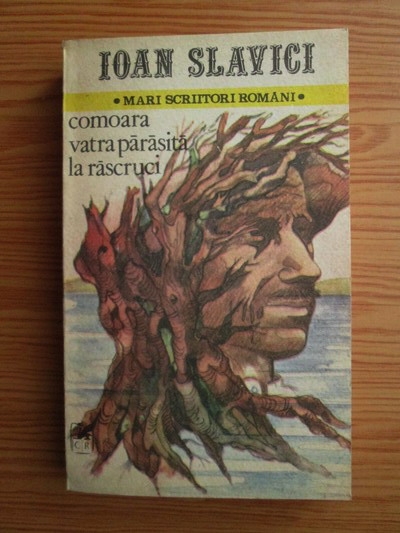 IOAN SLAVICI
• MARI SCRIITORI ROMÂNI •
comoara
vatra părăsită
la răscruci
C R